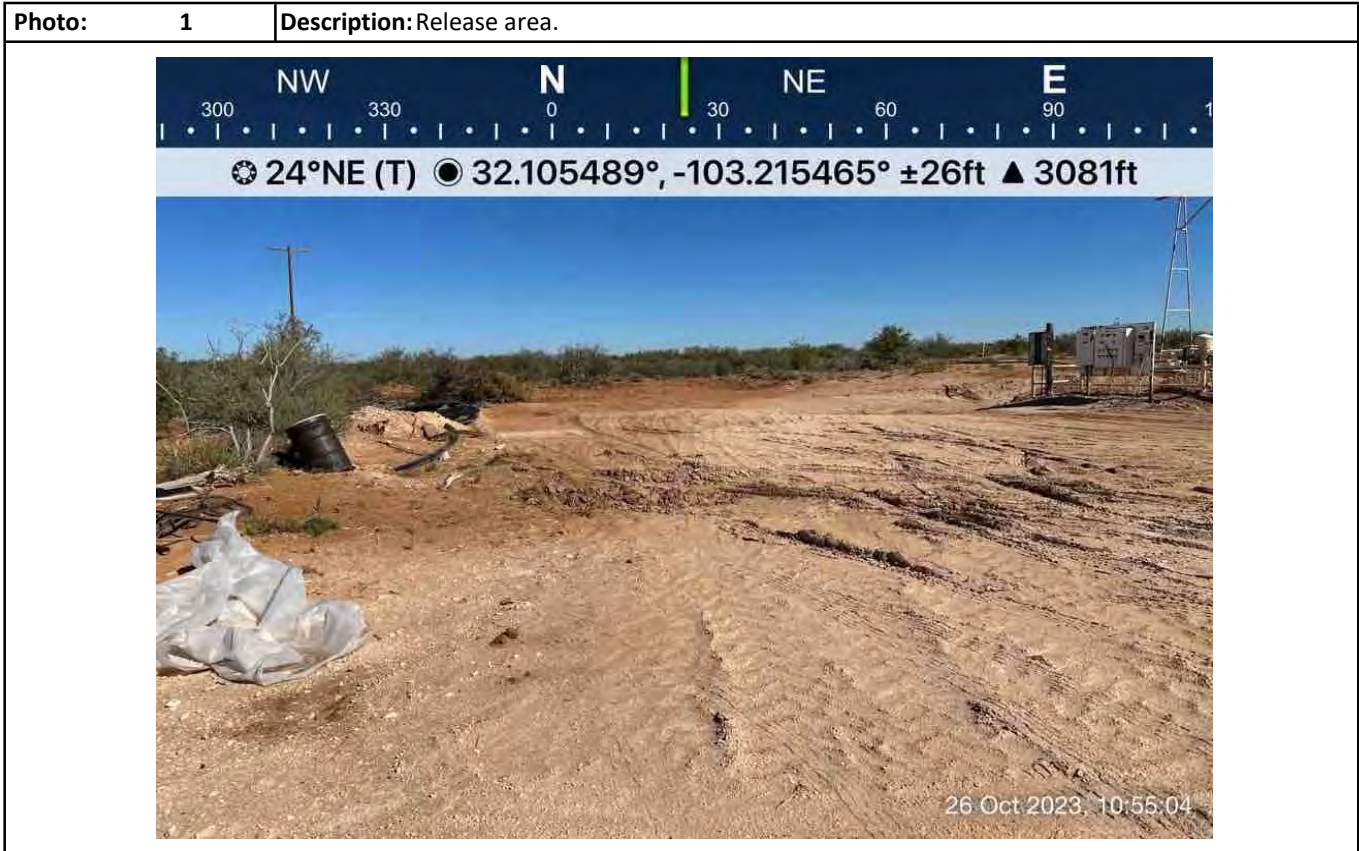 Photo: 1 Description: Release area.
NW N NE E
300 330 0 30 60 90 1
24°NE (T) 32.105489°, -103.215465° ±26ft ▲ 3081ft
26 Oct 2023, 10:55:04